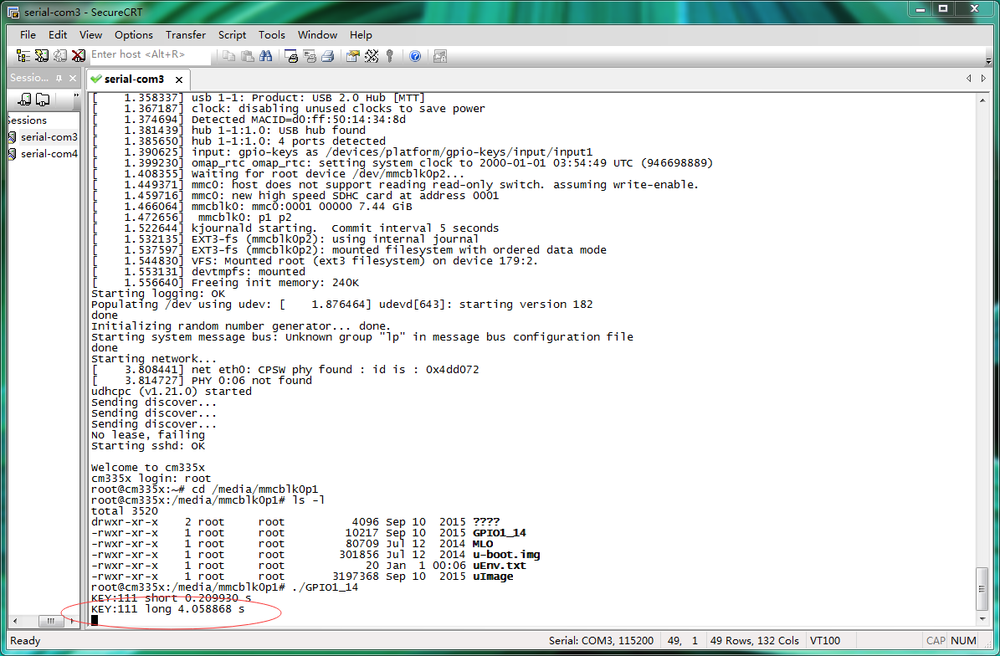 serial-com3 - SecureCRT
File Edit View Options Transfer Script Tools Window Help
Enter host <Alt+R>
Sessio...
serial-com3
essions
serial-com3
serial-com4
[    1.358337] usb 1-1: Product: USB 2.0 Hub [MTT]
[    1.367187] clock: disabling unused clocks to save power
[    1.374694] Detected MACID=d0:ff:50:14:34:8d
[    1.381439] hub 1-1:1.0: USB hub found
[    1.385650] hub 1-1:1.0: 4 ports detected
[    1.390625] input: gpio-keys as /devices/platform/gpio-keys/input/input1
[    1.399230] omap_rtc omap_rtc: setting system clock to 2000-01-01 03:54:49 UTC (946698889)
[    1.408355] Waiting for root device /dev/mmcblk0p2...
[    1.449371] mmc0: host does not support reading read-only switch. assuming write-enable.
[    1.459716] mmc0: new high speed SDHC card at address 0001
[    1.466064] mmcblk0: mmc0:0001 00000 7.44 GiB
[    1.472656]  mmcblk0: p1 p2
[    1.522644] kjournald starting.  Commit interval 5 seconds
[    1.532135] EXT3-fs (mmcblk0p2): using internal journal
[    1.537597] EXT3-fs (mmcblk0p2): mounted filesystem with ordered data mode
[    1.544830] VFS: Mounted root (ext3 filesystem) on device 179:2.
[    1.553131] devtmpfs: mounted
[    1.556640] Freeing init memory: 240K
Starting logging: OK
Populating /dev using udev: [    1.876464] udevd[643]: starting version 182
done
Initializing random number generator... done.
Starting system message bus: Unknown group "lp" in message bus configuration file
done
Starting network...
[    3.808441] net eth0: CPSW phy found : id is : 0x4dd072
[    3.814727] PHY 0:06 not found
udhcpc (v1.21.0) started
Sending discover...
Sending discover...
Sending discover...
No lease, failing
Starting sshd: OK
Welcome to cm335x
cm335x login: root
root@cm335x:~# cd /media/mmcblk0p1
root@cm335x:/media/mmcblk0p1# ls -l
total 3520
drwxr-xr-x    2 root     root          4096 Sep 10  2015 ????
-rwxr-xr-x    1 root     root         10217 Sep 10  2015 GPIO1_14
-rwxr-xr-x    1 root     root         80709 Jul 12  2014 MLO
-rwxr-xr-x    1 root     root        301856 Jul 12  2014 u-boot.img
-rwxr-xr-x    1 root     root            20 Jan  1 00:06 uEnv.txt
-rwxr-xr-x    1 root     root       3197368 Sep 10  2015 uImage
root@cm335x:/media/mmcblk0p1# ./GPIO1_14
KEY:111 short 0.209930 s
KEY:111 long 4.058868 s
Ready Serial: COM3, 115200 49, 1 49 Rows, 132 Cols VT100 CAP NUM